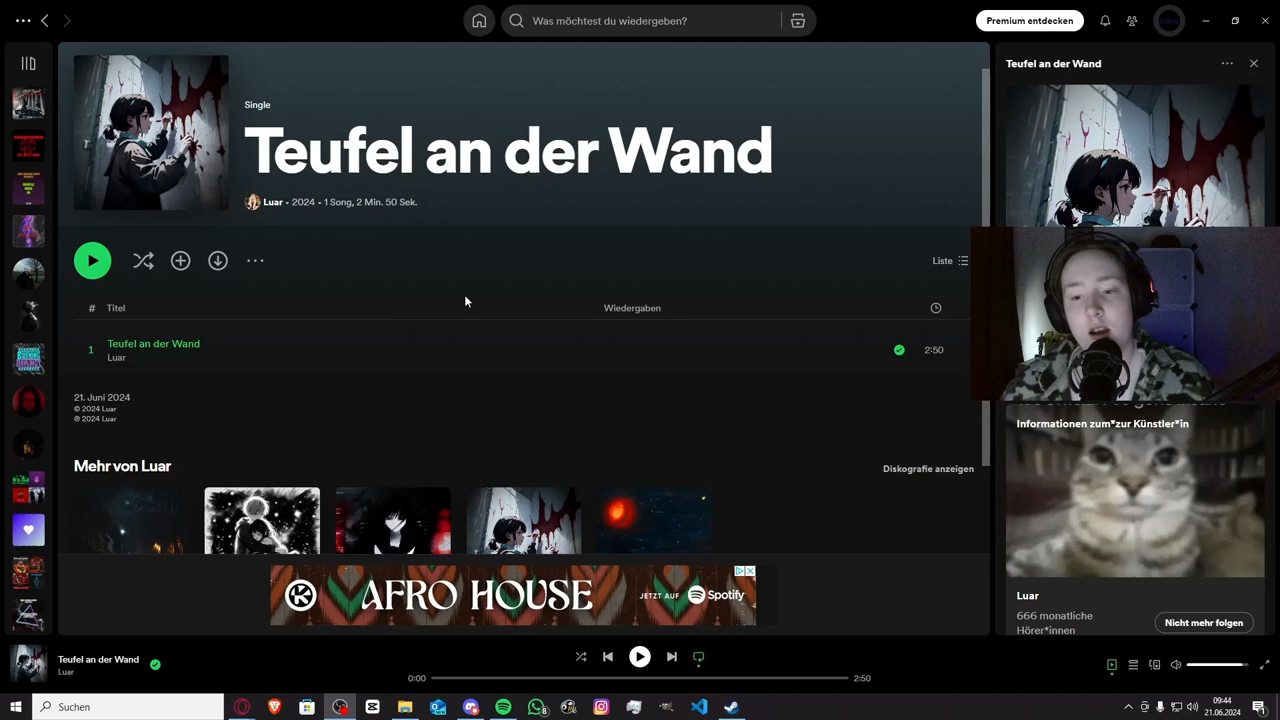 Was möchtest du wiedergeben?
Premium entdecken
Single
Teufel an der Wand
Luar • 2024 • 1 Song, 2 Min. 50 Sek.
Liste
# Titel Wiedergaben
1 Teufel an der Wand 2:50
Luar
21. Juni 2024
© 2024 Luar
℗ 2024 Luar
Mehr von Luar
Diskografie anzeigen
K AFRO HOUSE JETZT AUF Spotify
Teufel an der Wand
Informationen zum*zur Künstler*in
Luar
666 monatliche
Hörer*innen
Nicht mehr folgen
Teufel an der Wand
Luar
0:00 2:50
Suchen
8
09:44
21.06.2024
1